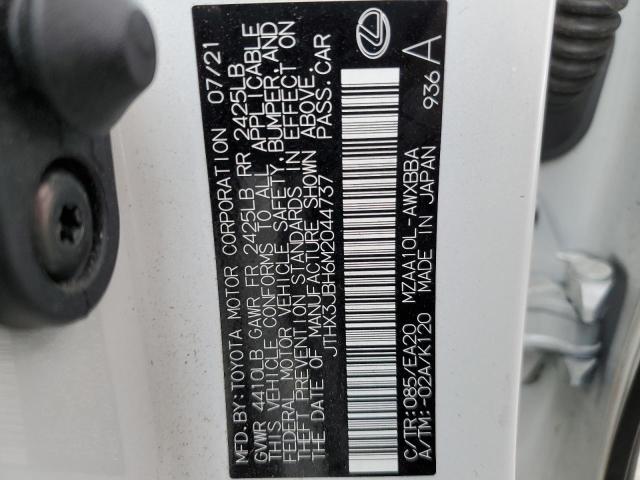 MFD. BY: TOYOTA MOTOR CORPORATION 07/21
GVWR 4410LB GAWR FR 2425LB RR 2425LB
THIS VEHICLE CONFORMS TO ALL APPLICABLE
FEDERAL MOTOR VEHICLE SAFETY, BUMPER, AND
THEFT PREVENTION STANDARDS IN EFFECT ON
THE DATE OF MANUFACTURE SHOWN ABOVE.
JTHX3JBH6M2044737 PASS. CAR
C/TR: 085/EA20 MZAA10L-AWXBBA
A/TM: -02A/K120 MADE IN JAPAN 936 A